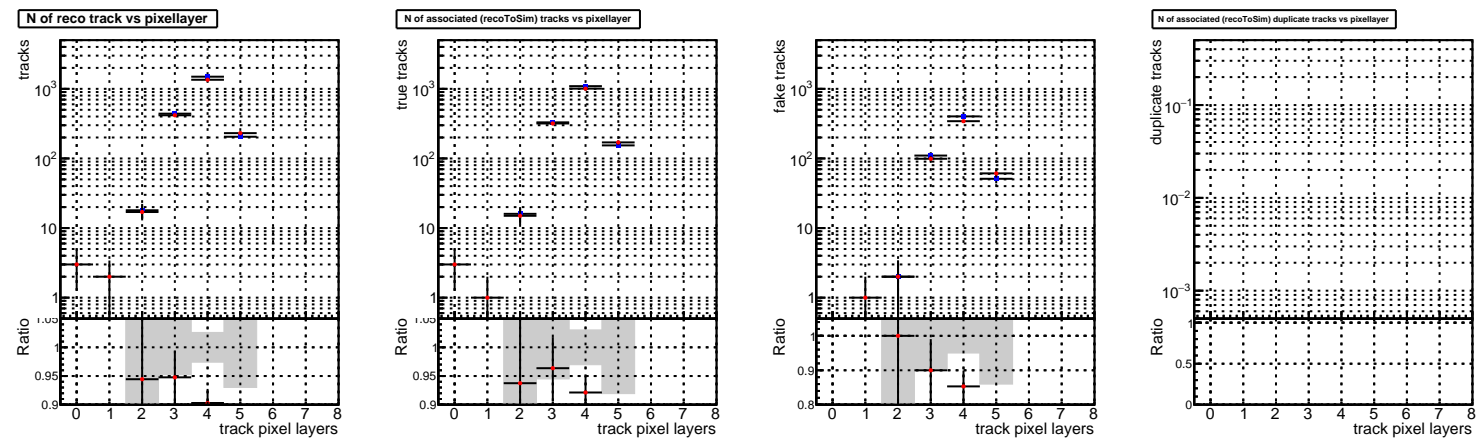 N of reco track vs pixellayer
tracks
10³
10²
10
1
Ratio
1.05
1
0.95
0.9
0 1 2 3 4 5 6 7 8
track pixel layers
N of associated (recoToSim) tracks vs pixellayer
true tracks
10³
10²
10
1
Ratio
1.05
1
0.95
0.9
0 1 2 3 4 5 6 7 8
track pixel layers
fake tracks
10³
10²
10
1
Ratio
1
0.9
0.8
0 1 2 3 4 5 6 7 8
track pixel layers
N of associated (recoToSim) duplicate tracks vs pixellayer
duplicate tracks
10⁻¹
10⁻²
10⁻³
Ratio
1
0.5
0
0 1 2 3 4 5 6 7 8
track pixel layers